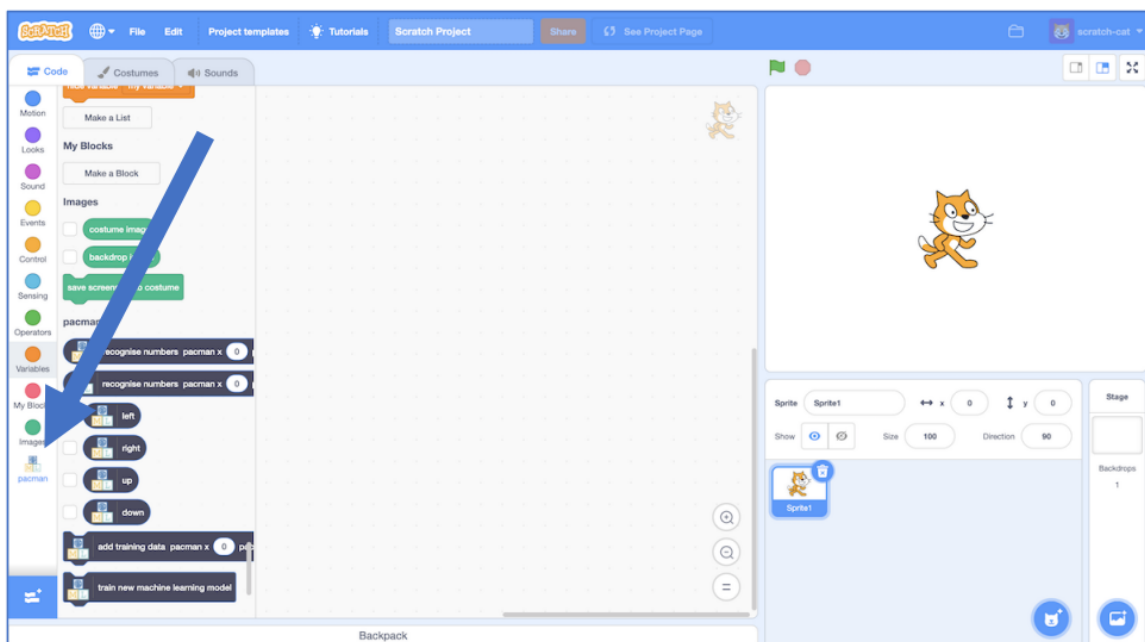 SCRATCH File Edit Project templates Tutorials Scratch Project Share See Project Page scratch-cat
Code Costumes Sounds
Motion
Looks
Sound
Events
Control
Sensing
Operators
Variables
My Block
Images
pacman
Make a List
My Blocks
Make a Block
Images
costume imag
backdrop
save screen costume
pacman
recognise numbers pacman x 0
recognise numbers pacman x 0
left
right
up
down
add training data pacman x 0
train new machine learning model
Sprite Sprite1 x 0 y 0
Show Size 100 Direction 90
Sprite1
Stage
Backdrops
1
Backpack